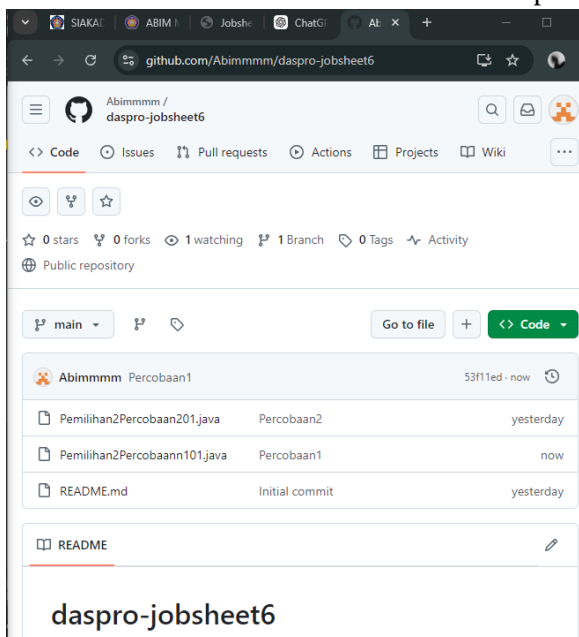 SIAKAD
ABIM M
Jobshe
ChatGP
Ab
github.com/Abimmmm/daspro-jobsheet6
Abimmmm /
daspro-jobsheet6
Code Issues Pull requests Actions Projects Wiki
0 stars 0 forks 1 watching 1 Branch 0 Tags Activity
Public repository
main Go to file Code
Abimmmm Percobaan1 53f11ed · now
Pemilihan2Percobaan201.java Percobaan2 yesterday
Pemilihan2Percobaann101.java Percobaan1 now
README.md Initial commit yesterday
README
daspro-jobsheet6